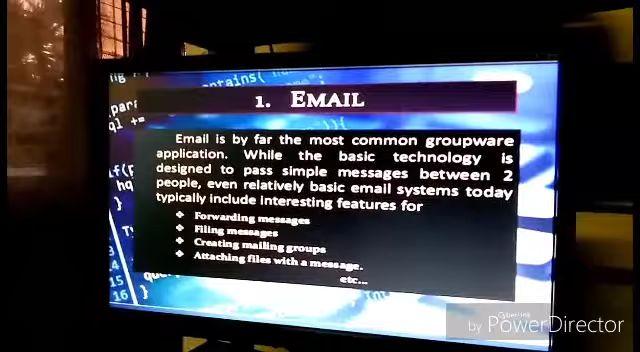 1. EMAIL
Email is by far the most common groupware
application. While the basic technology is
designed to pass simple messages between 2
people, even relatively basic email systems today
typically include interesting features for
❖ Forwarding messages
❖ Filing messages
❖ Creating mailing groups
❖ Attaching files with a message.
etc...
CyberLink
by PowerDirector